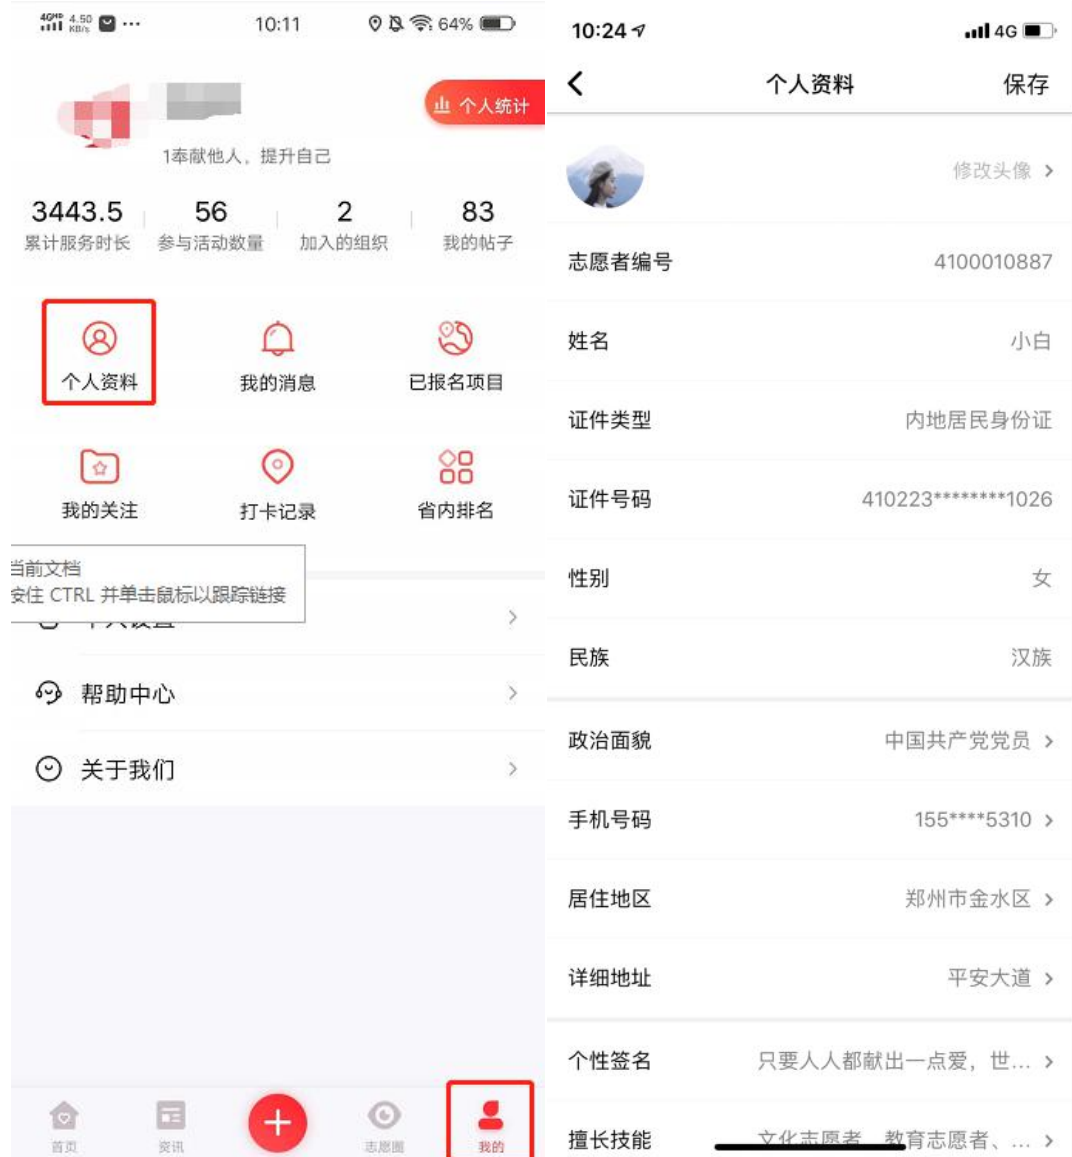 4GHD 4.50 KB/s ... 10:11 64%
个人统计
1奉献他人，提升自己
3443.5 56 2 83
累计服务时长 参与活动数量 加入的组织 我的帖子
个人资料 我的消息 已报名项目
我的关注 打卡记录 省内排名
当前文档
按住 CTRL 并单击鼠标以跟踪链接
个人设置
帮助中心
关于我们
首页 资讯 志愿圈 我的
10:24 4G
个人资料 保存
修改头像
志愿者编号 4100010887
姓名 小白
证件类型 内地居民身份证
证件号码 410223********1026
性别 女
民族 汉族
政治面貌 中国共产党党员
手机号码 155****5310
居住地区 郑州市金水区
详细地址 平安大道
个性签名 只要人人都献出一点爱，世...
擅长技能 文化志愿者、教育志愿者、...